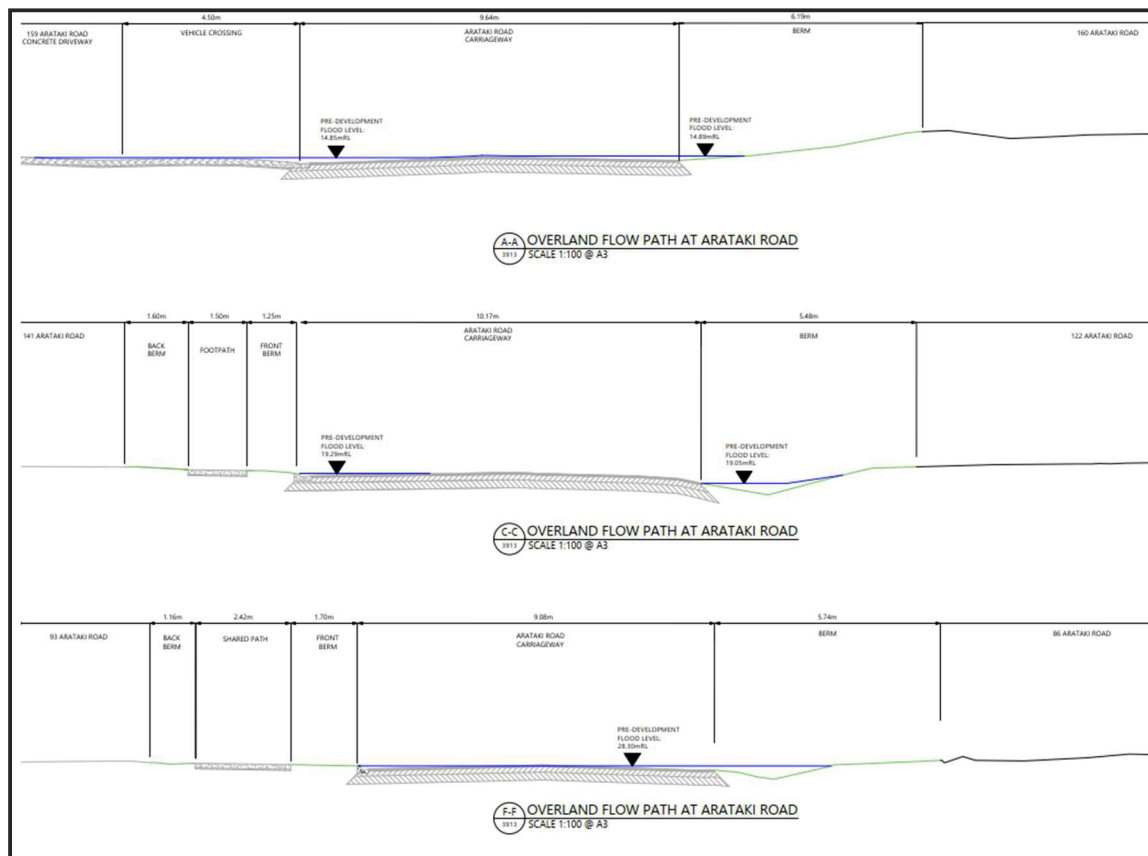 4.50m 9.64m 6.19m
159 ARATAKI ROAD
CONCRETE DRIVEWAY
VEHICLE CROSSING
ARATAKI ROAD
CARRIAGEWAY
BERM
160 ARATAKI ROAD
PRE-DEVELOPMENT
FLOOD LEVEL:
14.85mRL
PRE-DEVELOPMENT
FLOOD LEVEL:
14.89mRL
A-A
3913
OVERLAND FLOW PATH AT ARATAKI ROAD
SCALE 1:100 @ A3
1.60m 1.50m 1.25m 10.17m 5.48m
141 ARATAKI ROAD
BACK
BERM
FOOTPATH
FRONT
BERM
ARATAKI ROAD
CARRIAGEWAY
BERM
122 ARATAKI ROAD
PRE-DEVELOPMENT
FLOOD LEVEL:
19.29mRL
PRE-DEVELOPMENT
FLOOD LEVEL:
19.05mRL
C-C
3913
OVERLAND FLOW PATH AT ARATAKI ROAD
SCALE 1:100 @ A3
1.16m 2.42m 1.70m 9.08m 5.74m
93 ARATAKI ROAD
BACK
BERM
SHARED PATH
FRONT
BERM
ARATAKI ROAD
CARRIAGEWAY
BERM
86 ARATAKI ROAD
PRE-DEVELOPMENT
FLOOD LEVEL:
28.30mRL
F-F
3913
OVERLAND FLOW PATH AT ARATAKI ROAD
SCALE 1:100 @ A3